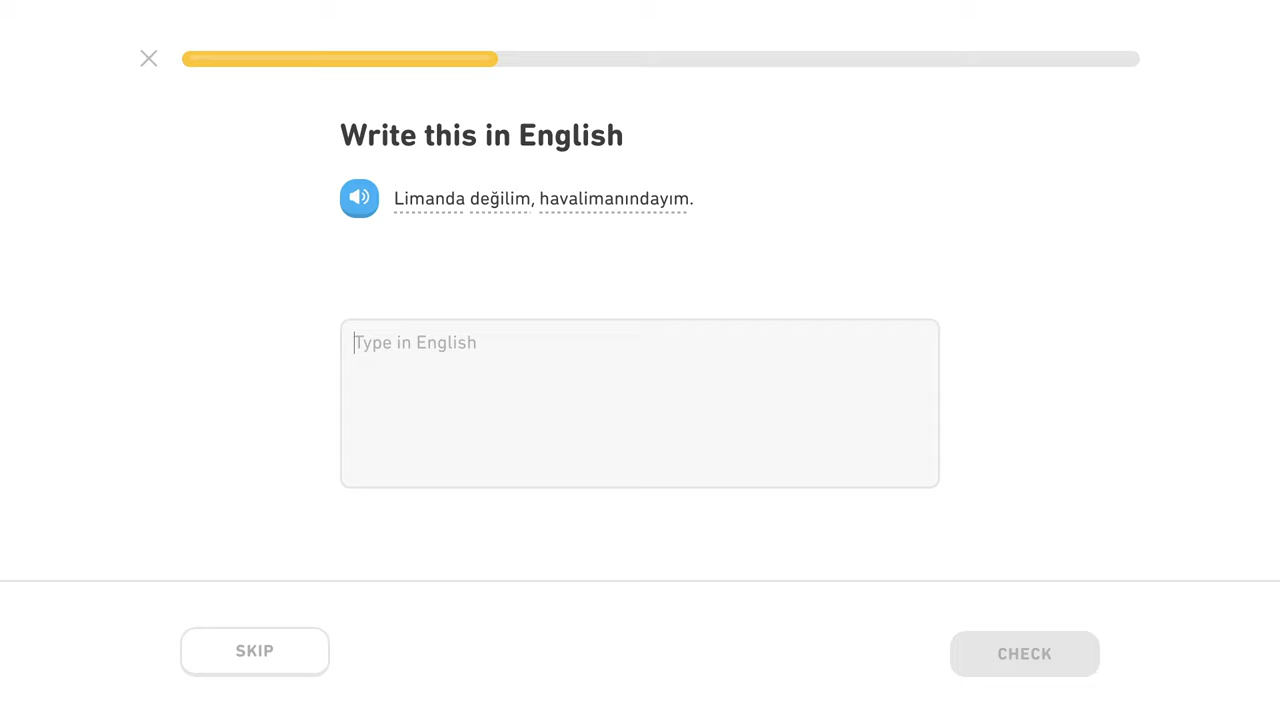 Write this in English
Limanda değilim, havalimanındayım.
Type in English
SKIP
CHECK